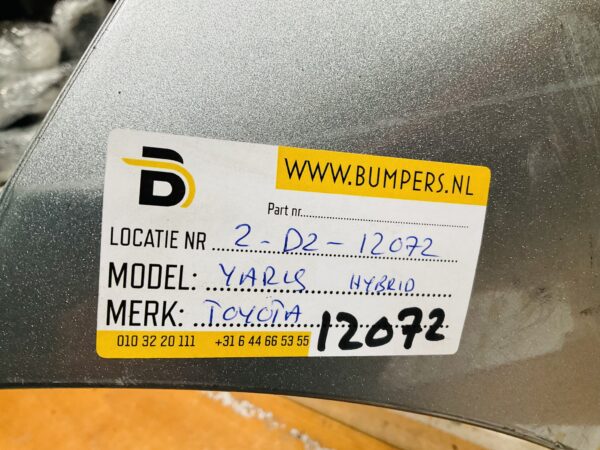 WWW.BUMPERS.NL
Part nr.
LOCATIE NR 2-D2-12072
MODEL: YARIS HYBRID
MERK: TOYOTA
12072
010 32 20 111 +31 6 44 66 53 55